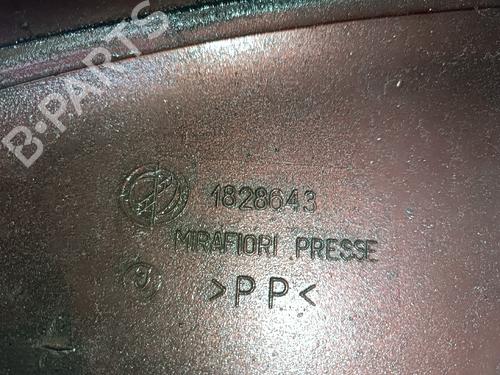 B-PARTS
1828643
MIRAFIORI PRESSE
>PP<